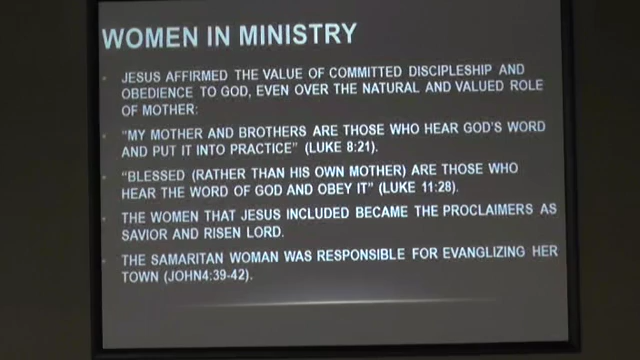 WOMEN IN MINISTRY
JESUS AFFIRMED THE VALUE OF COMMITTED DISCIPLESHIP AND
OBEDIENCE TO GOD, EVEN OVER THE NATURAL AND VALUED ROLE
OF MOTHER:
“MY MOTHER AND BROTHERS ARE THOSE WHO HEAR GOD’S WORD
AND PUT IT INTO PRACTICE” (LUKE 8:21).
“BLESSED (RATHER THAN HIS OWN MOTHER) ARE THOSE WHO
HEAR THE WORD OF GOD AND OBEY IT” (LUKE 11:28).
THE WOMEN THAT JESUS INCLUDED BECAME THE PROCLAIMERS AS
SAVIOR AND RISEN LORD.
THE SAMARITAN WOMAN WAS RESPONSIBLE FOR EVANGLIZING HER
TOWN (JOHN4:39-42).